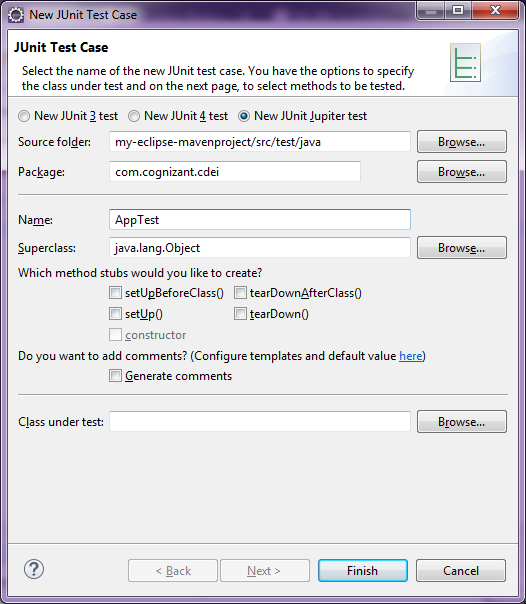 New JUnit Test Case
JUnit Test Case
Select the name of the new JUnit test case. You have the options to specify
the class under test and on the next page, to select methods to be tested.
New JUnit 3 test New JUnit 4 test New JUnit Jupiter test
Source folder: my-eclipse-mavenproject/src/test/java Browse...
Package: com.cognizant.cdei Browse...
Name: AppTest
Superclass: java.lang.Object Browse...
Which method stubs would you like to create?
setUpBeforeClass() tearDownAfterClass()
setUp() tearDown()
constructor
Do you want to add comments? (Configure templates and default value here)
Generate comments
Class under test: Browse...
? < Back Next > Finish Cancel